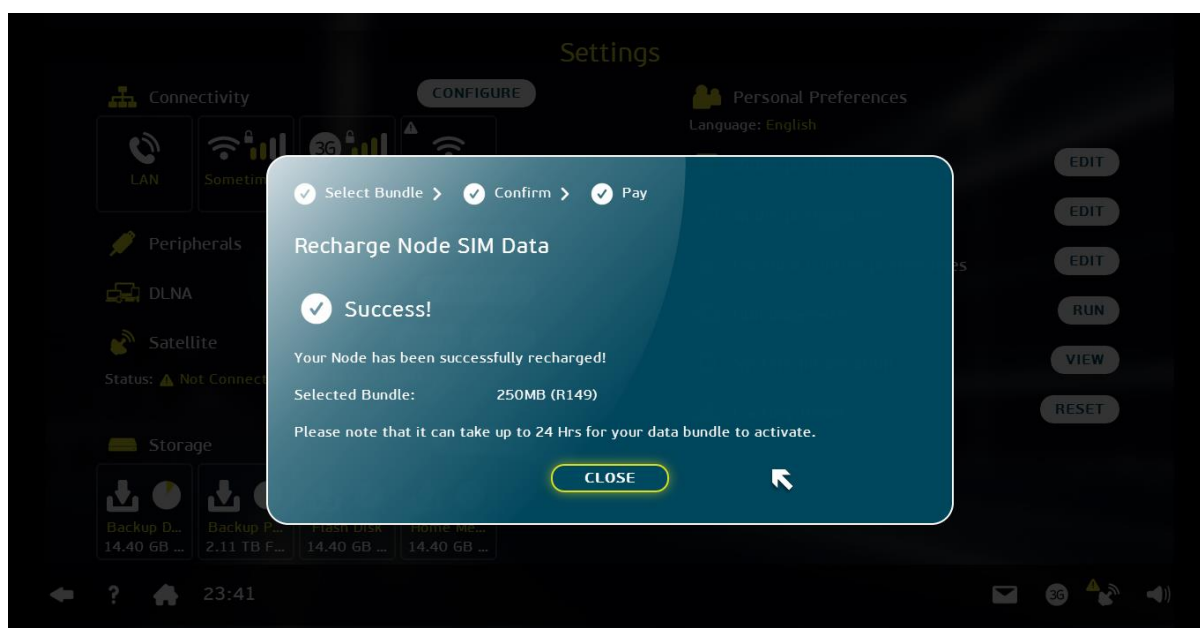 Settings
Connectivity
CONFIGURE
LAN
Sometim
3G
Peripherals
DLNA
Satellite
Status: Not Connect
Storage
Backup D...
14.40 GB ...
Backup P...
2.11 TB F...
Flash Disk
14.40 GB ...
Home Me...
14.40 GB ...
Personal Preferences
Language: English
EDIT
EDIT
es
EDIT
RUN
VIEW
RESET
Select Bundle > Confirm > Pay
Recharge Node SIM Data
Success!
Your Node has been successfully recharged!
Selected Bundle: 250MB (R149)
Please note that it can take up to 24 Hrs for your data bundle to activate.
CLOSE
? 23:41
3G